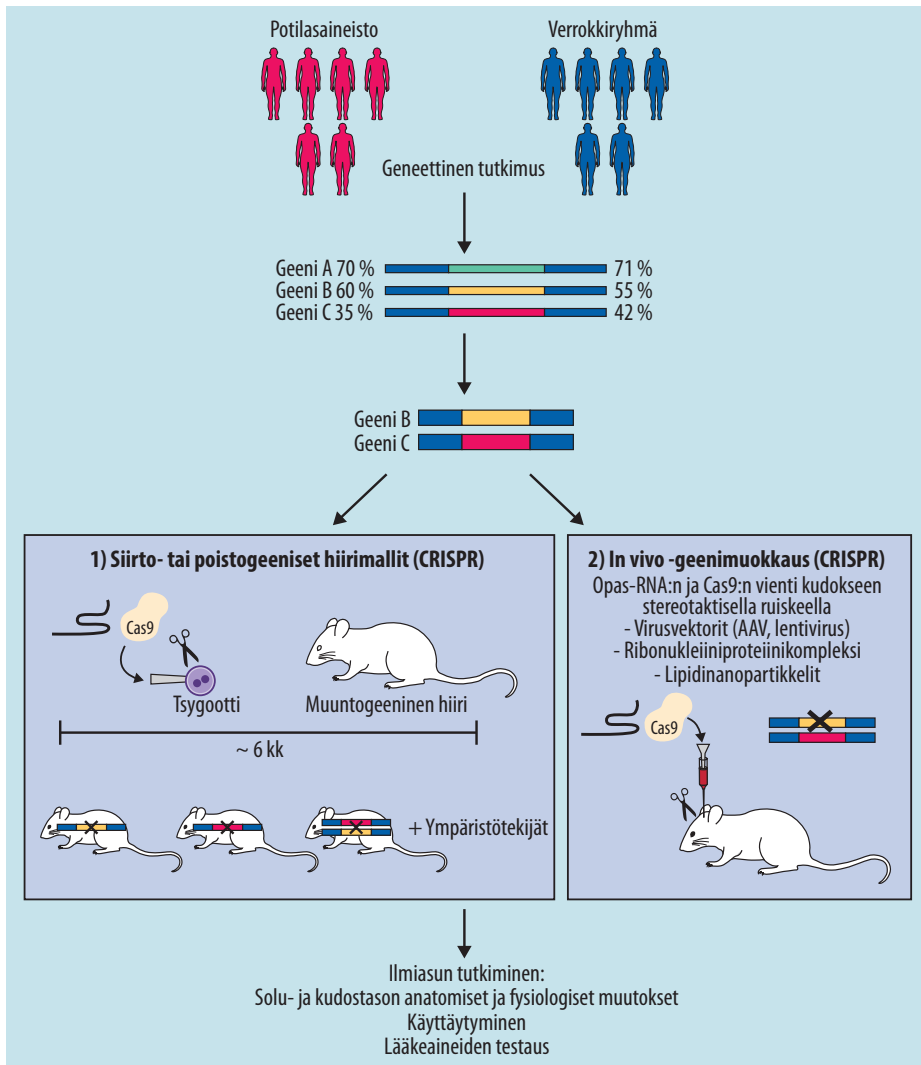 Potilasaineisto
Verrokkiryhmä
Geneettinen tutkimus
Geeni A 70 % 71 %
Geeni B 60 % 55 %
Geeni C 35 % 42 %
Geeni B
Geeni C
1) Siirto- tai poistogeeniset hiirimallit (CRISPR)
Cas9
Tsygootti
Muuntogeeninen hiiri
~ 6 kk
+ Ympäristötekijät
2) In vivo -geenimuokkaus (CRISPR)
Opas-RNA:n ja Cas9:n vienti kudokseen
stereotaktisella ruiskeella
- Virusvektorit (AAV, lentivirus)
- Ribonukleiiniproteiinikompleksi
- Lipidinanopartikkelit
Cas9
Ilmiasun tutkiminen:
Solu- ja kudostason anatomiset ja fysiologiset muutokset
Käyttäytyminen
Lääkeaineiden testaus